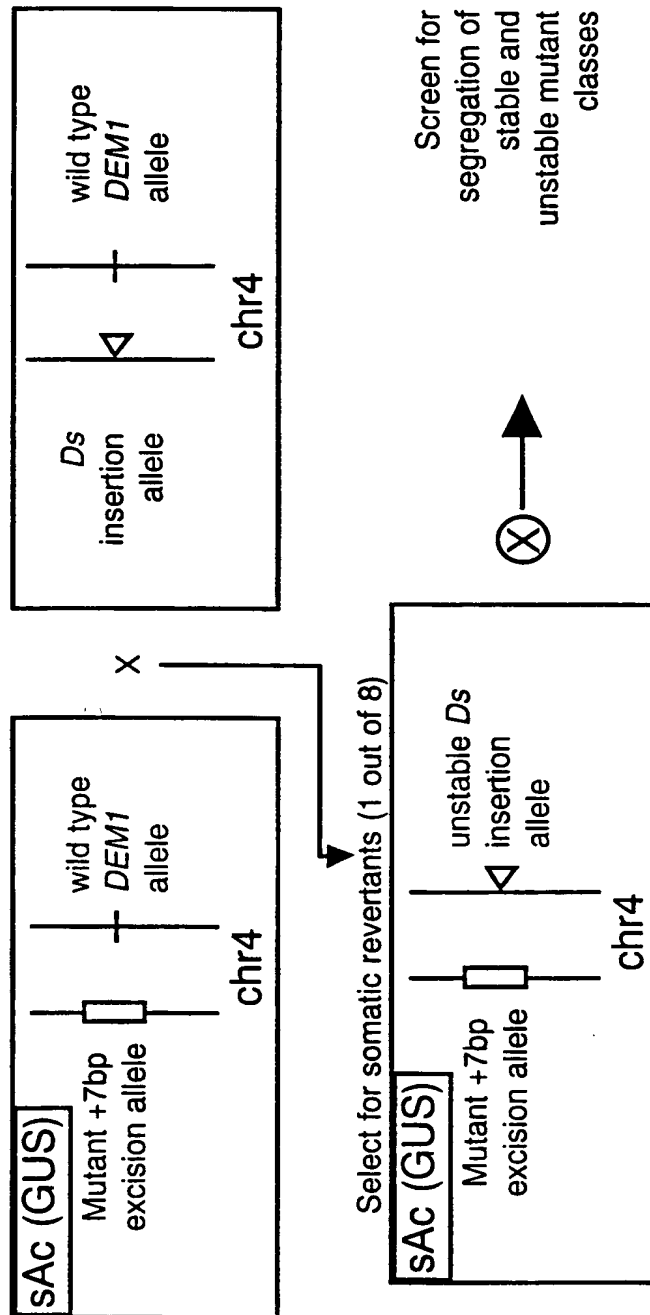 sAc (GUS)
Mutant +7bp
excision allele
wild type
DEM1
allele
chr4
X
Ds
insertion
allele
wild type
DEM1
allele
chr4
Select for somatic revertants (1 out of 8)
sAc (GUS)
Mutant +7bp
excision allele
unstable Ds
insertion
allele
chr4
X
Screen for
segregation of
stable and
unstable mutant
classes